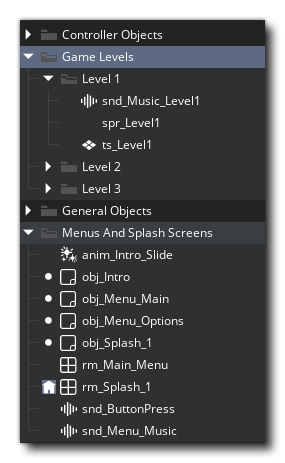 Controller Objects
Game Levels
Level 1
snd_Music_Level1
spr_Level1
ts_Level1
Level 2
Level 3
General Objects
Menus And Splash Screens
anim_Intro_Slide
obj_Intro
obj_Menu_Main
obj_Menu_Options
obj_Splash_1
rm_Main_Menu
rm_Splash_1
snd_ButtonPress
snd_Menu_Music